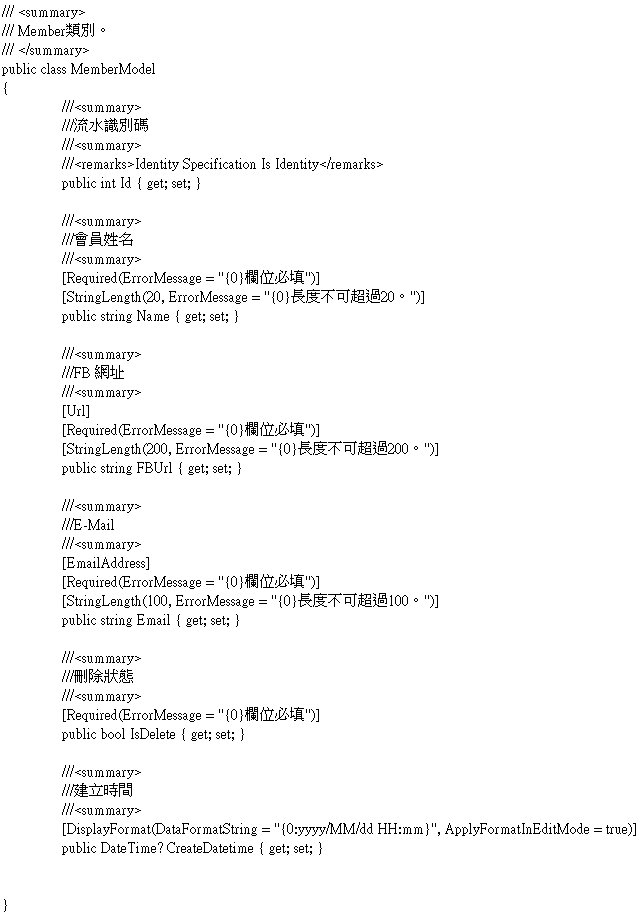 /// <summary>
/// Member類別。
/// </summary>
public class MemberModel
{
///<summary>
///流水識別碼
///<summary>
///<remarks>Identity Specification Is Identity</remarks>
public int Id { get; set; }
///<summary>
///會員姓名
///<summary>
[Required(ErrorMessage = "{0}欄位必填")]
[StringLength(20, ErrorMessage = "{0}長度不可超過20。")]
public string Name { get; set; }
///<summary>
///FB 網址
///<summary>
[Url]
[Required(ErrorMessage = "{0}欄位必填")]
[StringLength(200, ErrorMessage = "{0}長度不可超過200。")]
public string FBUrl { get; set; }
///<summary>
///E-Mail
///<summary>
[EmailAddress]
[Required(ErrorMessage = "{0}欄位必填")]
[StringLength(100, ErrorMessage = "{0}長度不可超過100。")]
public string Email { get; set; }
///<summary>
///刪除狀態
///<summary>
[Required(ErrorMessage = "{0}欄位必填")]
public bool IsDelete { get; set; }
///<summary>
///建立時間
///<summary>
[DisplayFormat(DataFormatString = "{0:yyyy/MM/dd HH:mm}", ApplyFormatInEditMode = true)]
public DateTime? CreateDatetime { get; set; }
}